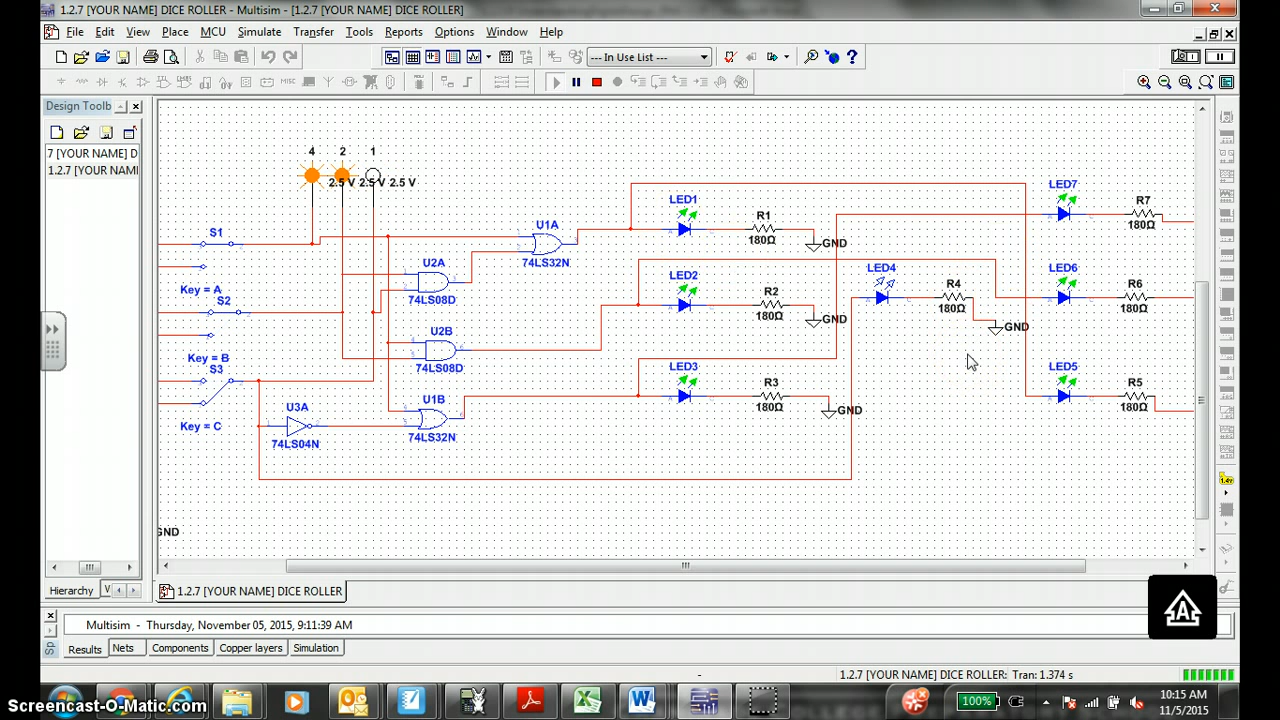 1.2.7 [YOUR NAME] DICE ROLLER - Multisim - [1.2.7 [YOUR NAME] DICE ROLLER]
File Edit View Place MCU Simulate Transfer Tools Reports Options Window Help
--- In Use List ---
Design Toolb
7 [YOUR NAME] D
1.2.7 [YOUR NAM
4 2 1
2.5 V 2.5 V 2.5 V
S1
Key = A
S2
Key = B
S3
Key = C
U3A
74LS04N
U2A
74LS08D
U2B
74LS08D
U1B
74LS32N
U1A
74LS32N
LED1
R1
180Ω
GND
LED2
R2
180Ω
GND
LED3
R3
180Ω
GND
LED4
R4
180Ω
GND
LED7
R7
180Ω
LED6
R6
180Ω
LED5
R5
180Ω
GND
Hierarchy V
1.2.7 [YOUR NAME] DICE ROLLER
Multisim - Thursday, November 05, 2015, 9:11:39 AM
Results Nets Components Copper layers Simulation
Sp
- 1.2.7 [YOUR NAME] DICE ROLLER: Tran: 1.374 s
Screencast-O-Matic.com
100%
10:15 AM
11/5/2015